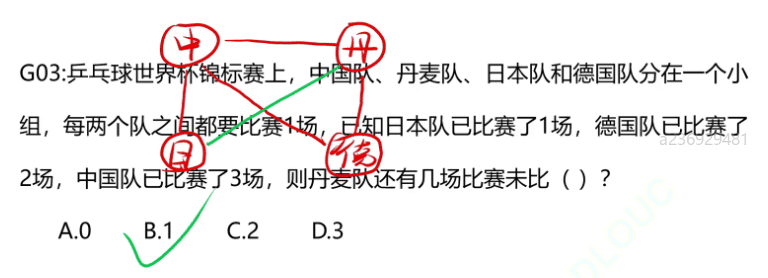 中 丹
G03:乒乓球世界杯锦标赛上，中国队、丹麦队、日本队和德国队分在一个小
组，每两个队之间都要比赛1场，已知日本队已比赛了1场，德国队已比赛了
日 德
a236929481
2场，中国队已比赛了3场，则丹麦队还有几场比赛未比（ ）？
A.0 B.1 C.2 D.3
DLOUC